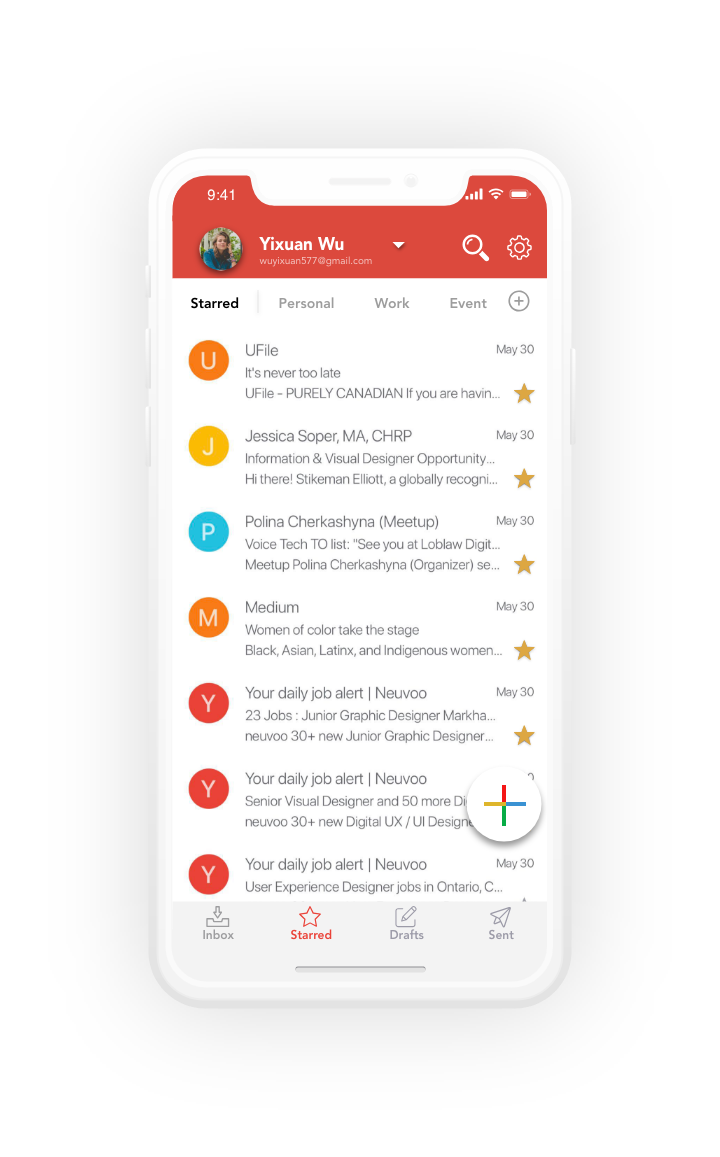 9:41
Yixuan Wu
wuyixuan577@gmail.com
Starred Personal Work Event
U
UFile May 30
It's never too late
UFile - PURELY CANADIAN If you are havin...
J
Jessica Soper, MA, CHRP May 30
Information & Visual Designer Opportunity...
Hi there! Stikeman Elliott, a globally recogni...
P
Polina Cherkashyna (Meetup) May 30
Voice Tech TO list: "See you at Loblaw Digit...
Meetup Polina Cherkashyna (Organizer) se...
M
Medium May 30
Women of color take the stage
Black, Asian, Latinx, and Indigenous women...
Y
Your daily job alert | Neuvoo May 30
23 Jobs : Junior Graphic Designer Markha...
neuvoo 30+ new Junior Graphic Designer...
Y
Your daily job alert | Neuvoo
Senior Visual Designer and 50 more
neuvoo 30+ new Digital UX / UI
Y
Your daily job alert | Neuvoo May 30
User Experience Designer jobs in Ontario, C...
Inbox Starred Drafts Sent